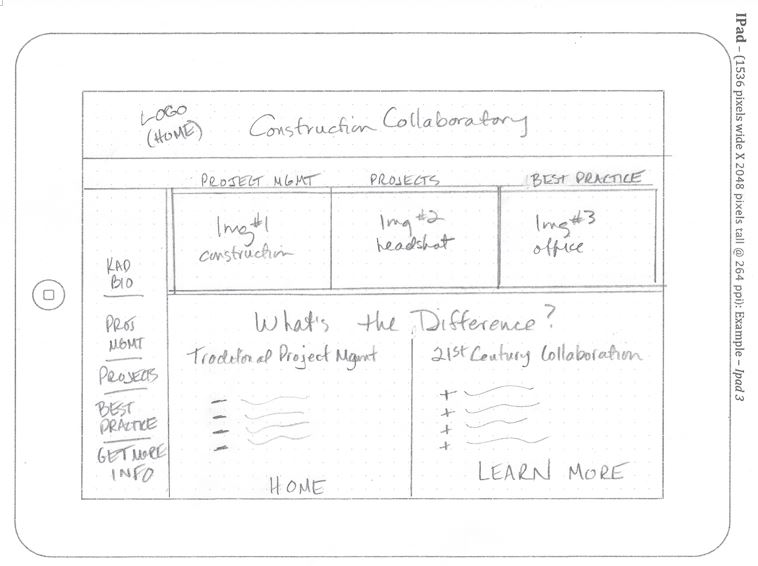 IPad – (1536 pixels wide X 2048 pixels tall @ 264 ppi): Example – Ipad 3
LOGO
(HOME)
Construction Collaboratory
PROJECT MGMT
PROJECTS
BEST PRACTICE
Img #1
construction
Img #2
headshot
Img #3
office
KAD
BIO
PROJ
MGMT
PROJECTS
BEST
PRACTICE
GET MORE
INFO
What's the Difference?
Traditional Project Mgmt
21st Century Collaboration
HOME
LEARN MORE